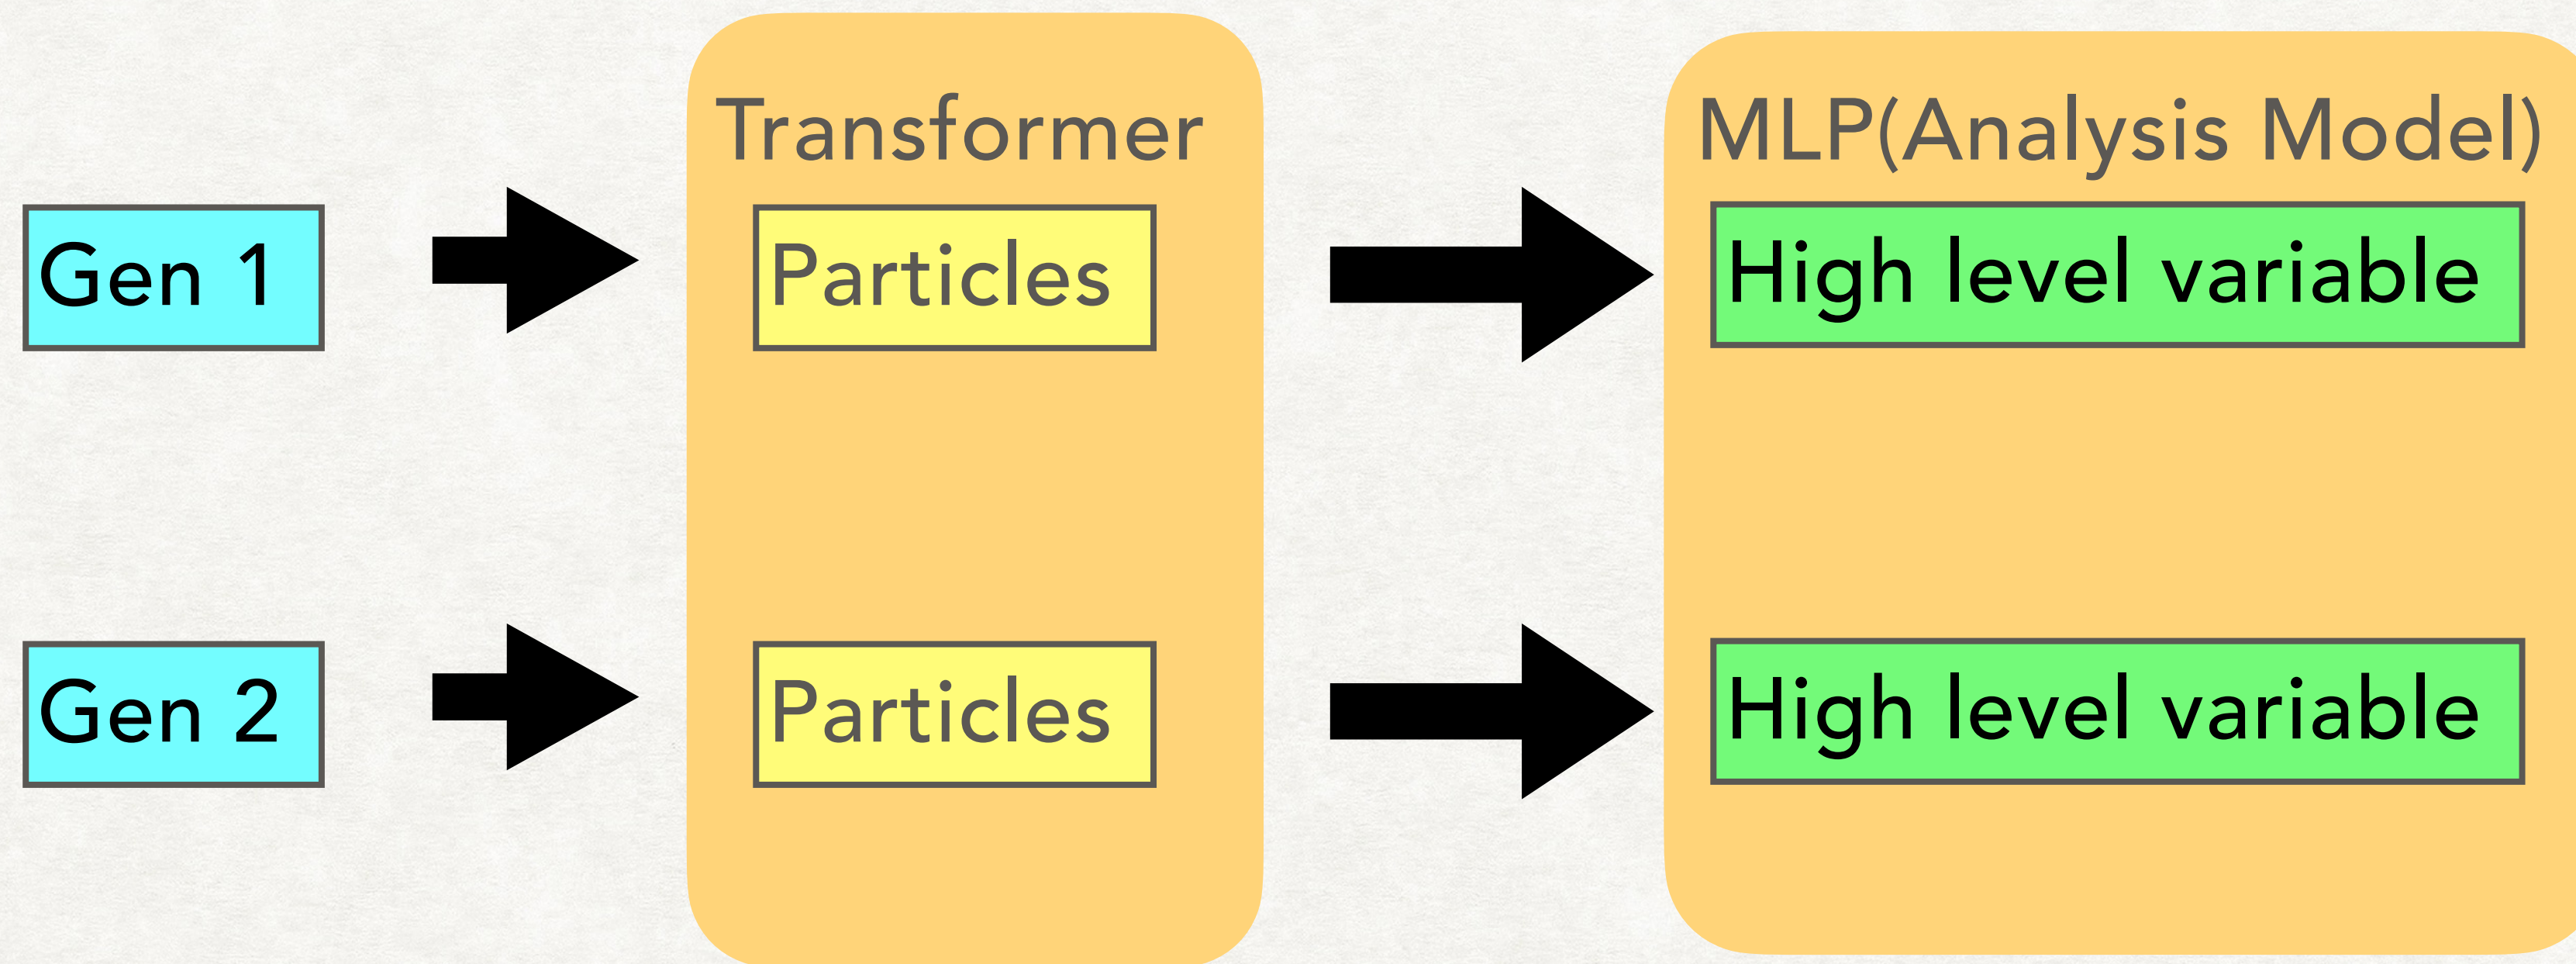 Transformer
MLP(Analysis Model)
Gen 1
Particles
High level variable
Gen 2
Particles
High level variable